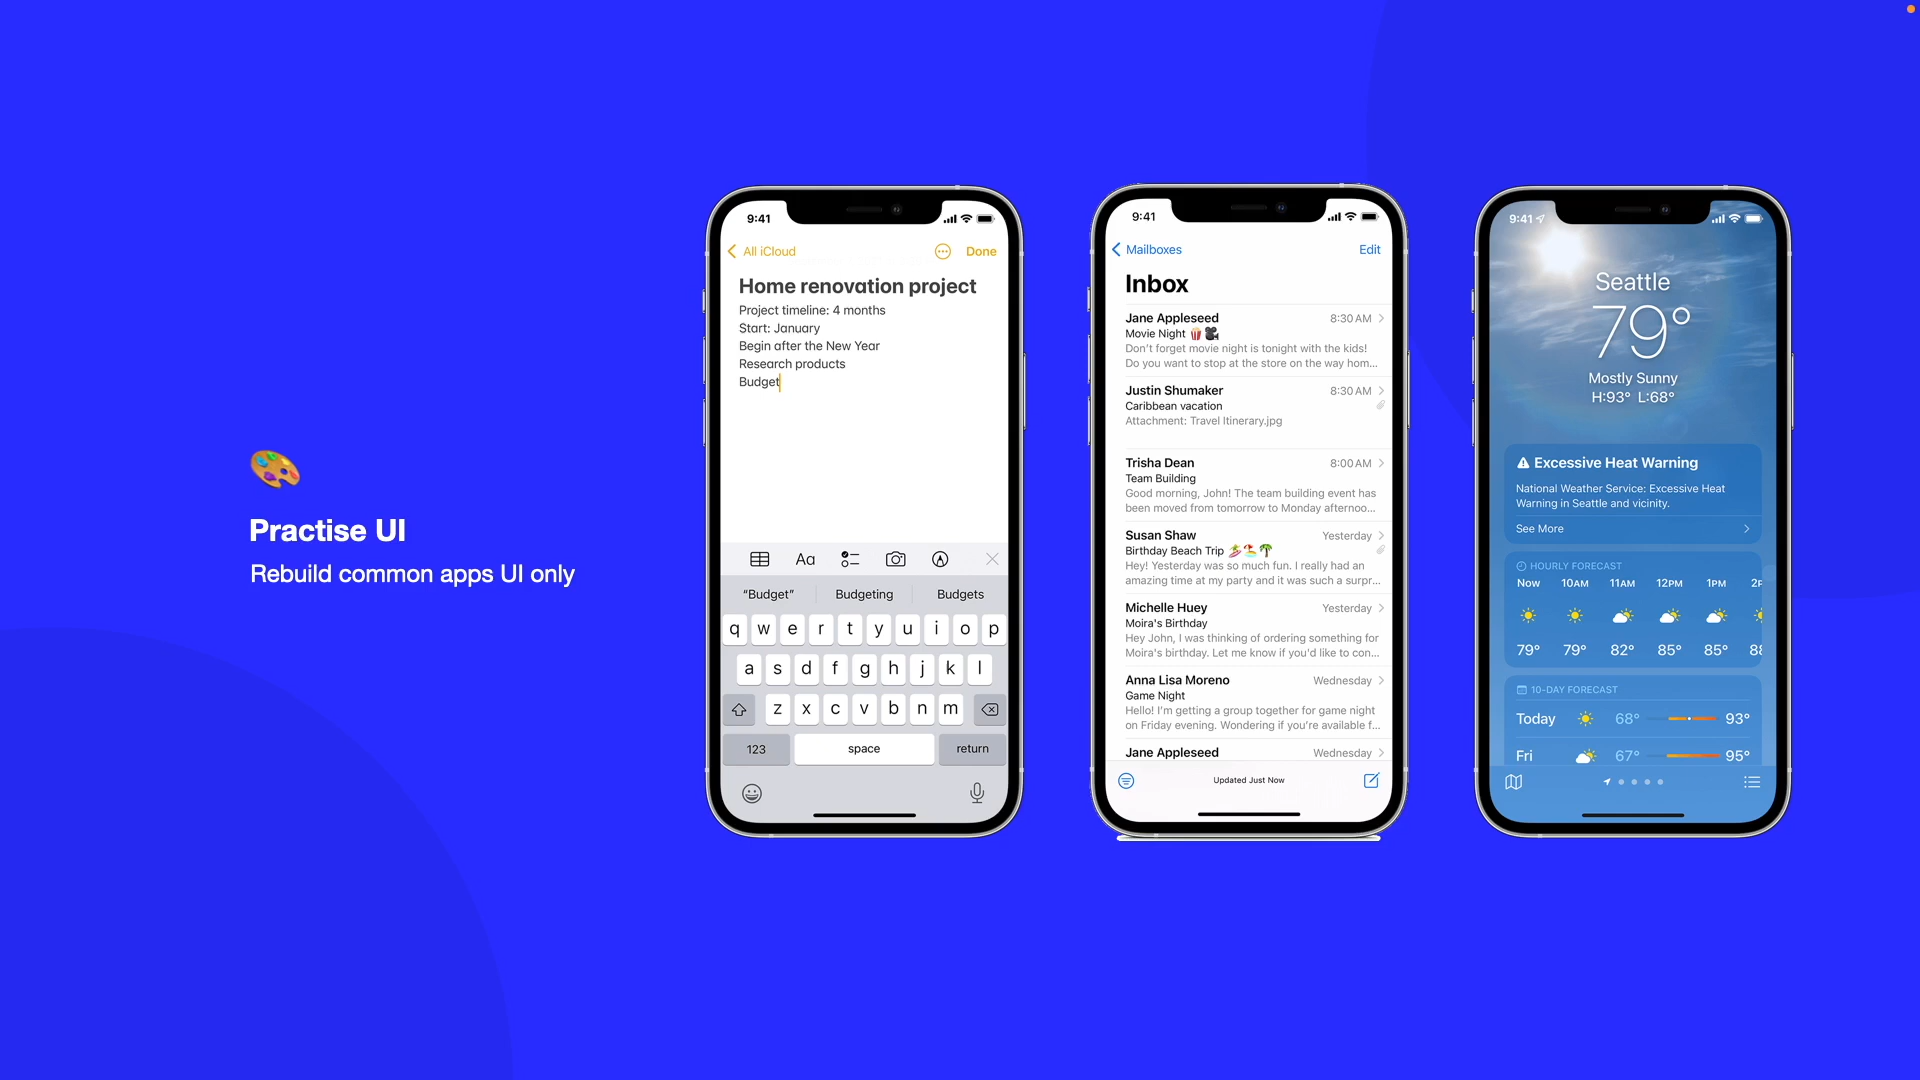 Practise UI
Rebuild common apps UI only
9:41
All iCloud
Done
Home renovation project
Project timeline: 4 months
Start: January
Begin after the New Year
Research products
Budget
Aa
“Budget”
Budgeting
Budgets
q w e r t y u i o p
a s d f g h j k l
z x c v b n m
123
space
return
9:41
Mailboxes
Edit
Inbox
Jane Appleseed
8:30 AM
Movie Night 🍿🎥
Don’t forget movie night is tonight with the kids!
Do you want to stop at the store on the way hom...
Justin Shumaker
8:30 AM
Caribbean vacation
Attachment: Travel Itinerary.jpg
Trisha Dean
8:00 AM
Team Building
Good morning, John! The team building event has
been moved from tomorrow to Monday afternoo...
Susan Shaw
Yesterday
Birthday Beach Trip 🏄🏖️🌴
Hey! Yesterday was so much fun. I really had an
amazing time at my party and it was such a surpr...
Michelle Huey
Yesterday
Moira's Birthday
Hey John, I was thinking of ordering something for
Moira's birthday. Let me know if you'd like to con...
Anna Lisa Moreno
Wednesday
Game Night
Hello! I'm getting a group together for game night
on Friday evening. Wondering if you're available f...
Jane Appleseed
Wednesday
Updated Just Now
9:41
Seattle
79°
Mostly Sunny
H:93° L:68°
Excessive Heat Warning
National Weather Service: Excessive Heat
Warning in Seattle and vicinity.
See More
HOURLY FORECAST
Now 10AM 11AM 12PM 1PM 2P
79° 79° 82° 85° 85° 88
10-DAY FORECAST
Today 68° 93°
Fri 67° 95°